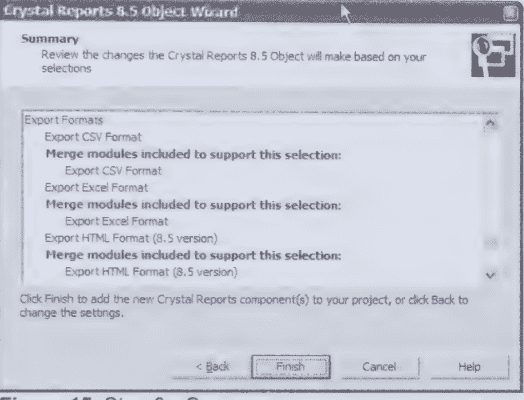 Crystal Reports 8.5 Object Wizard
Summary
Review the changes the Crystal Reports 8.5 Object will make based on your
selections
Export Formats
Export CSV Format
Merge modules included to support this selection:
Export CSV Format
Export Excel Format
Merge modules included to support this selection:
Export Excel Format
Export HTML Format (8.5 version)
Merge modules included to support this selection:
Export HTML Format (8.5 version)
Click Finish to add the new Crystal Reports component(s) to your project, or click Back to
change the settings.
< Back Finish Cancel Help